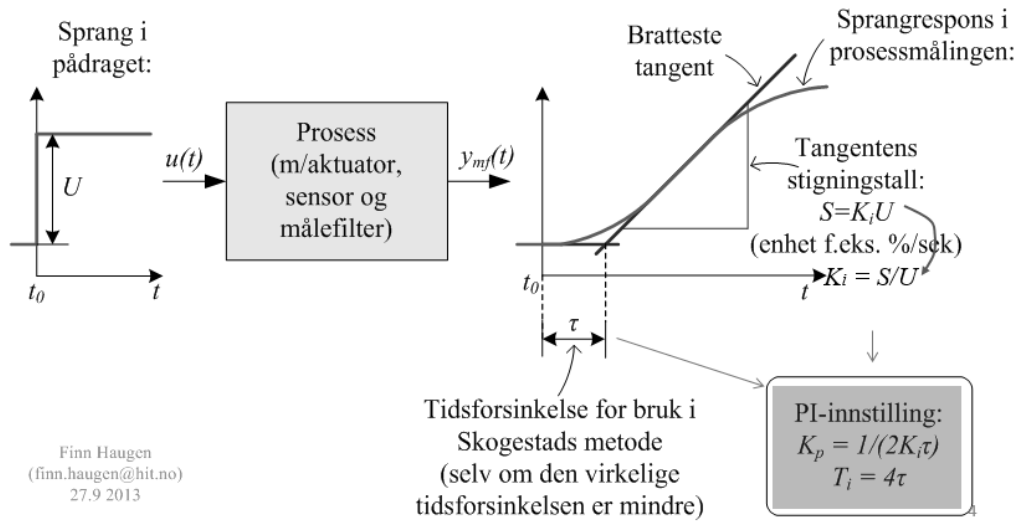 Sprang i
pådraget:
U
t0
t
u(t)
Prosess
(m/aktuator,
sensor og
målefilter)
ymf(t)
Bratteste
tangent
Sprangrespons i
prosessmålingen:
Tangentens
stigningstall:
S=KiU
(enhet f.eks. %/sek)
Ki = S/U
t0
t
τ
Tidsforsinkelse for bruk i
Skogestads metode
(selv om den virkelige
tidsforsinkelsen er mindre)
PI-innstilling:
Kp = 1/(2Kiτ)
Ti = 4τ
Finn Haugen
(finn.haugen@hit.no)
27.9 2013
4